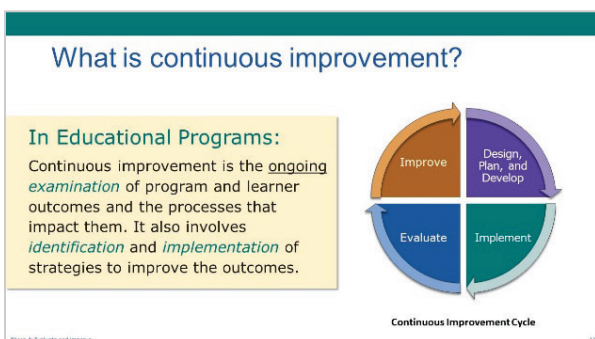 What is continuous improvement?
In Educational Programs:
Continuous improvement is the ongoing
examination of program and learner
outcomes and the processes that
impact them. It also involves
identification and implementation of
strategies to improve the outcomes.
Improve
Design,
Plan, and
Develop
Evaluate
Implement
Continuous Improvement Cycle